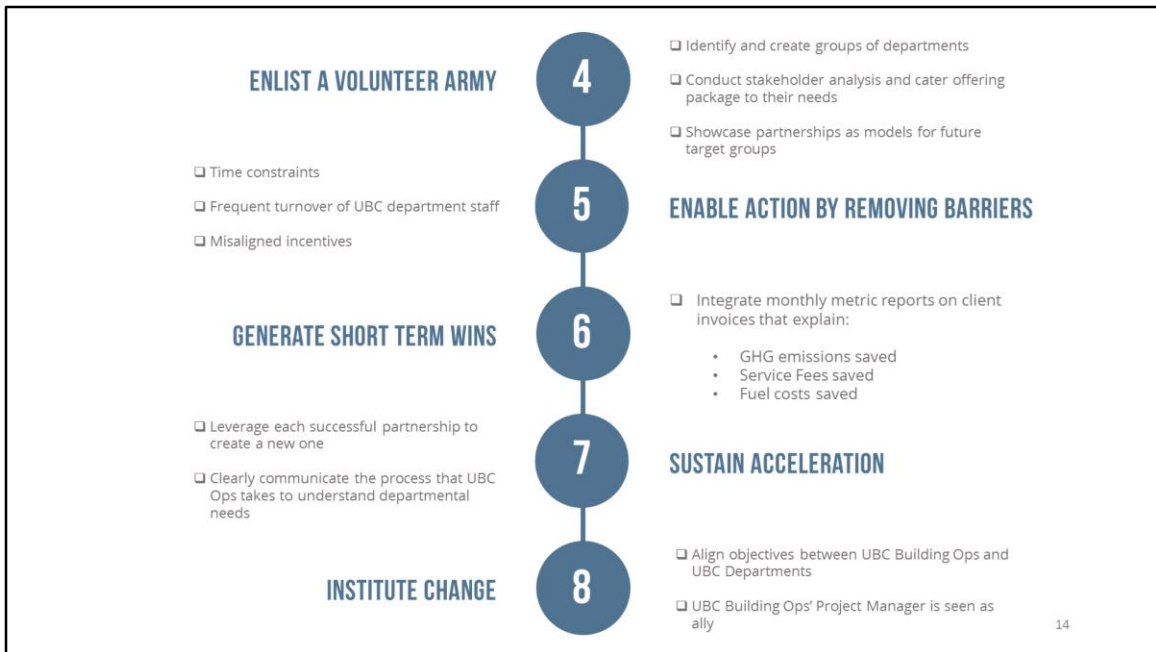 ENLIST A VOLUNTEER ARMY
4
❑ Identify and create groups of departments
❑ Conduct stakeholder analysis and cater offering
package to their needs
❑ Showcase partnerships as models for future
target groups
❑ Time constraints
❑ Frequent turnover of UBC department staff
❑ Misaligned incentives
5
ENABLE ACTION BY REMOVING BARRIERS
GENERATE SHORT TERM WINS
6
❑ Integrate monthly metric reports on client
invoices that explain:
• GHG emissions saved
• Service Fees saved
• Fuel costs saved
❑ Leverage each successful partnership to
create a new one
❑ Clearly communicate the process that UBC
Ops takes to understand departmental
needs
7
SUSTAIN ACCELERATION
INSTITUTE CHANGE
8
❑ Align objectives between UBC Building Ops and
UBC Departments
❑ UBC Building Ops’ Project Manager is seen as
ally
14